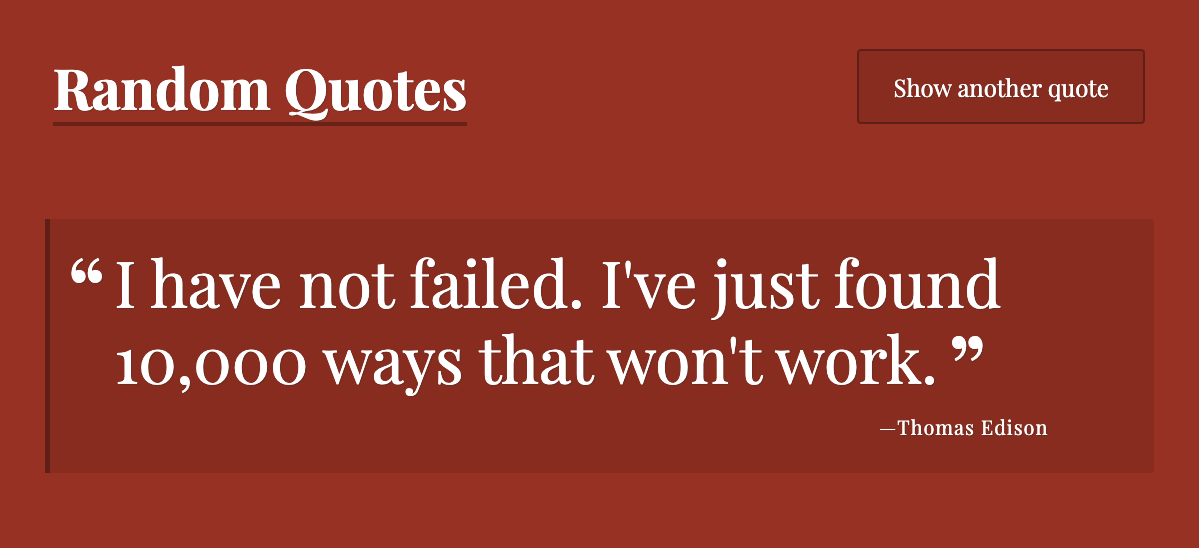 Random Quotes
Show another quote
“ I have not failed. I've just found
10,000 ways that won't work. ”
—Thomas Edison